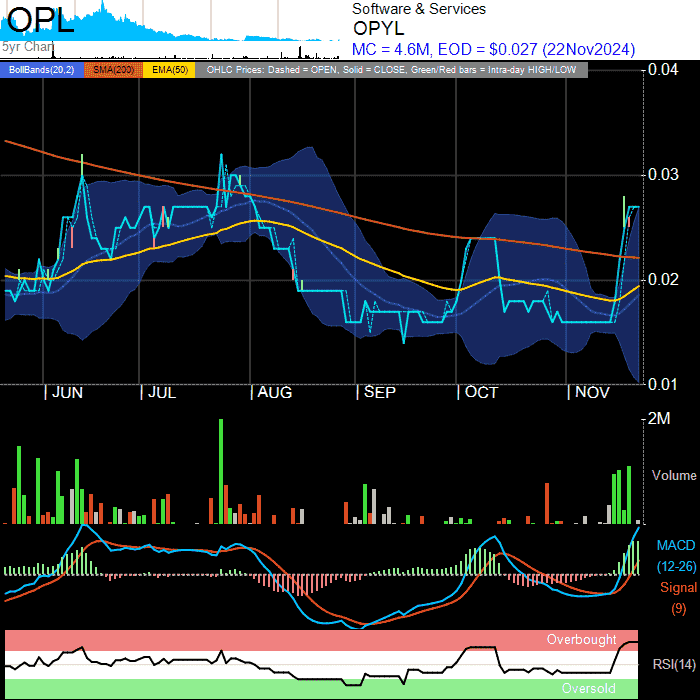 OPL
5yr Chart
Software & Services
OPYL
MC = 4.6M, EOD = $0.027 (22Nov2024)
BollBands(20,2) SMA(200) EMA(50) OHLC Prices: Dashed = OPEN, Solid = CLOSE, Green/Red bars = Intra-day HIGH/LOW
0.04
0.03
0.02
0.01
| JUN | JUL | AUG | SEP | OCT | NOV
2M
Volume
MACD
(12-26)
Signal
(9)
Overbought
RSI(14)
Oversold